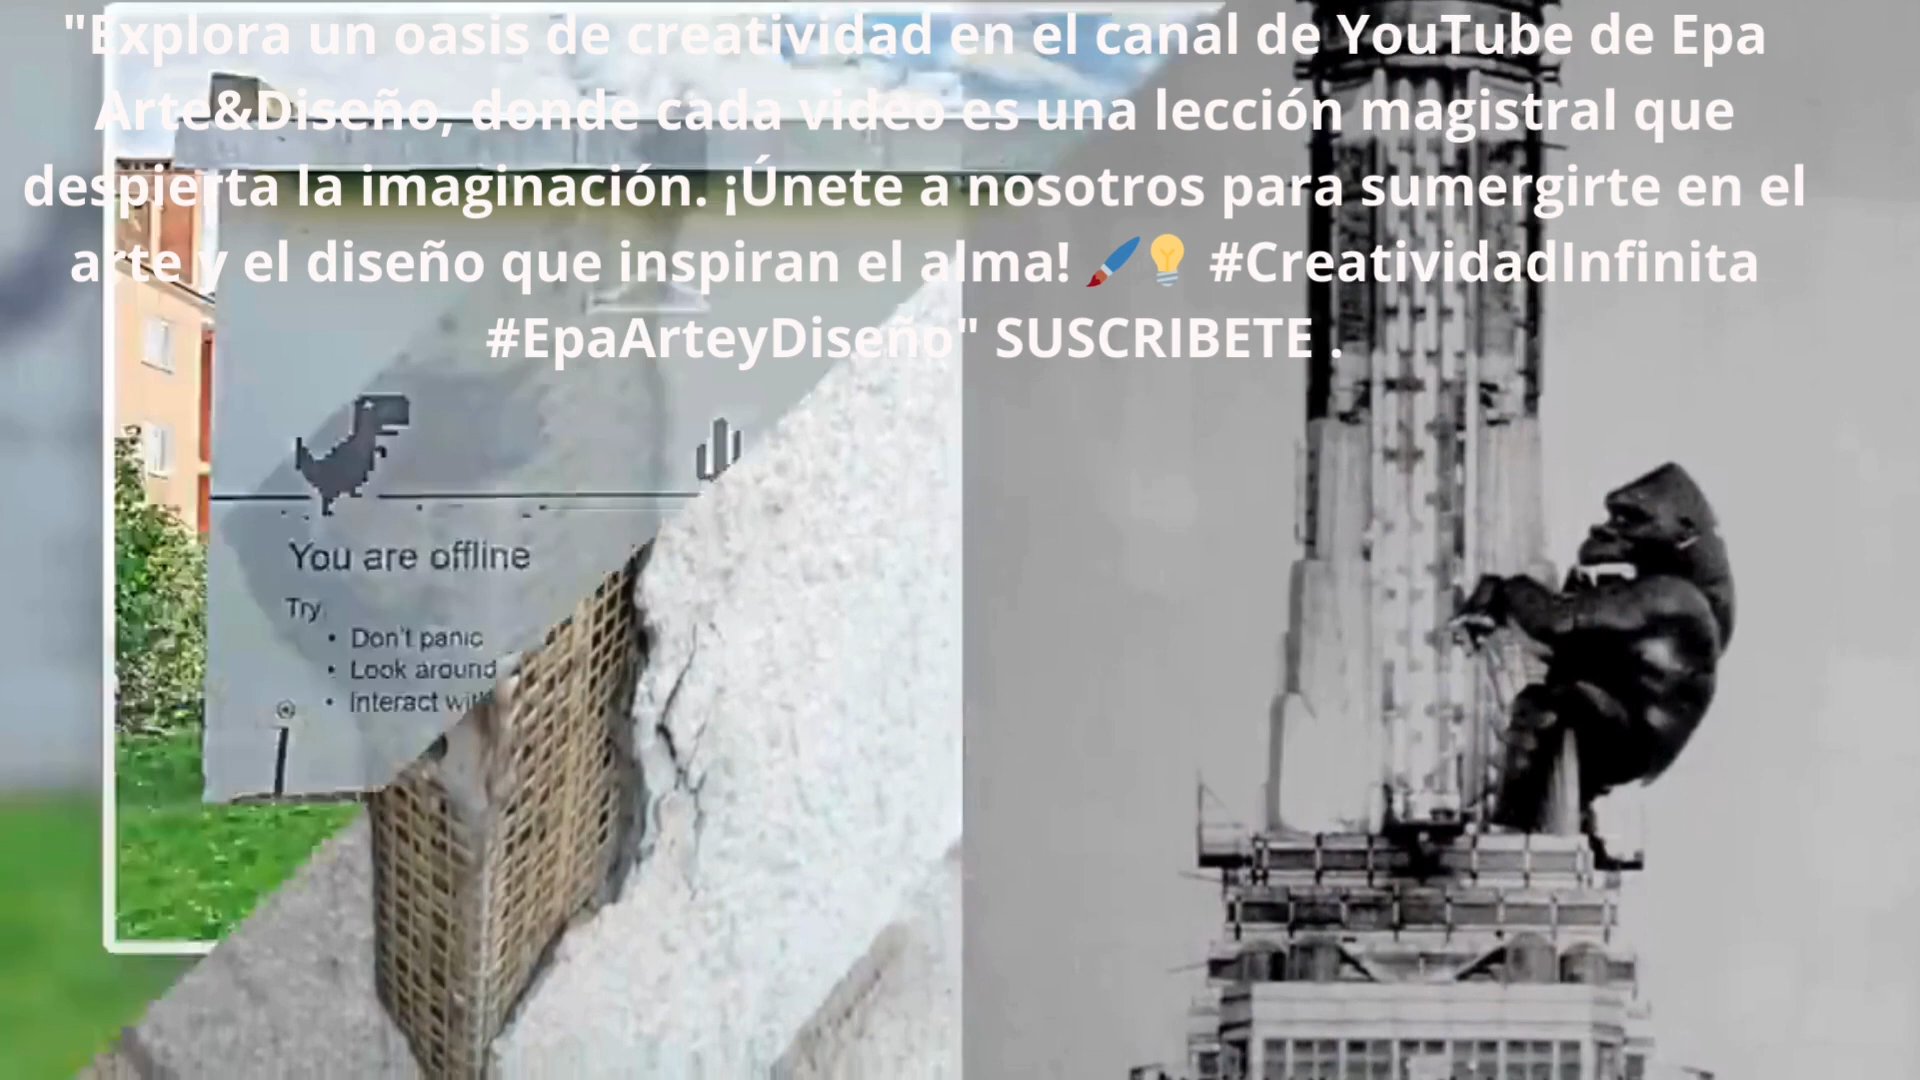 "Explora un oasis de creatividad en el canal de YouTube de Epa
Arte&Diseño, donde cada video es una lección magistral que
despierta la imaginación. ¡Únete a nosotros para sumergirte en el
arte y el diseño que inspiran el alma! 🖌️💡 #CreatividadInfinita
#EpaArteyDiseño" SUSCRIBETE .
You are offline
Try:
• Don't panic
• Look around
• Interact with